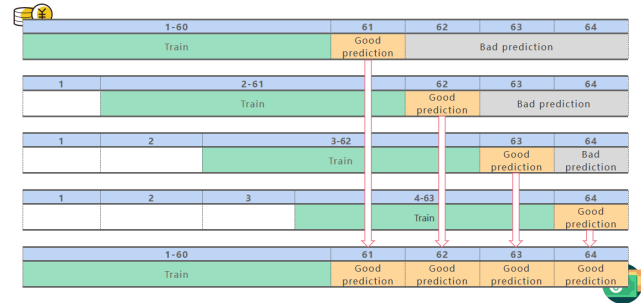 ¥
1-60 61 62 63 64
Train Good prediction Bad prediction
1 2-61 62 63 64
Train Good prediction Bad prediction
1 2 3-62 63 64
Train Good prediction Bad prediction
1 2 3 4-63 64
Train Good prediction
1-60 61 62 63 64
Train Good prediction Good prediction Good prediction Good prediction